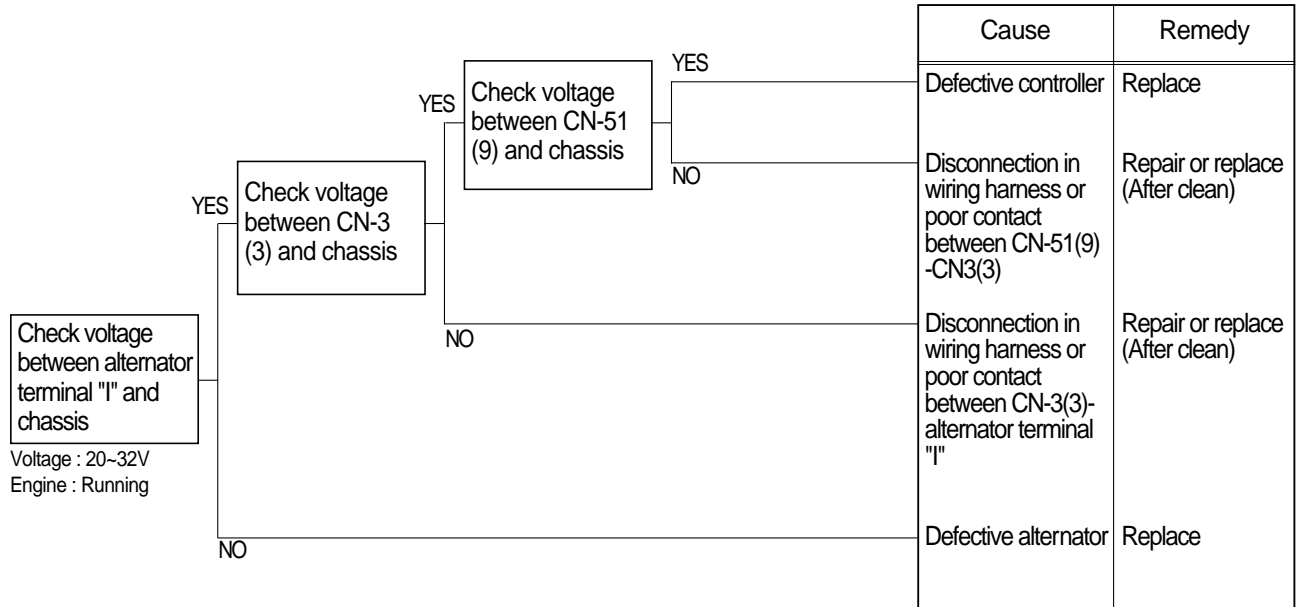 Cause
Remedy
YES
Defective controller
Replace
YES
Check voltage
between CN-51
(9) and chassis
NO
Disconnection in
wiring harness or
poor contact
between CN-51(9)
-CN3(3)
Repair or replace
(After clean)
YES
Check voltage
between CN-3
(3) and chassis
NO
Disconnection in
wiring harness or
poor contact
between CN-3(3)-
alternator terminal
"I"
Repair or replace
(After clean)
Check voltage
between alternator
terminal "I" and
chassis
Voltage : 20~32V
Engine : Running
NO
Defective alternator
Replace